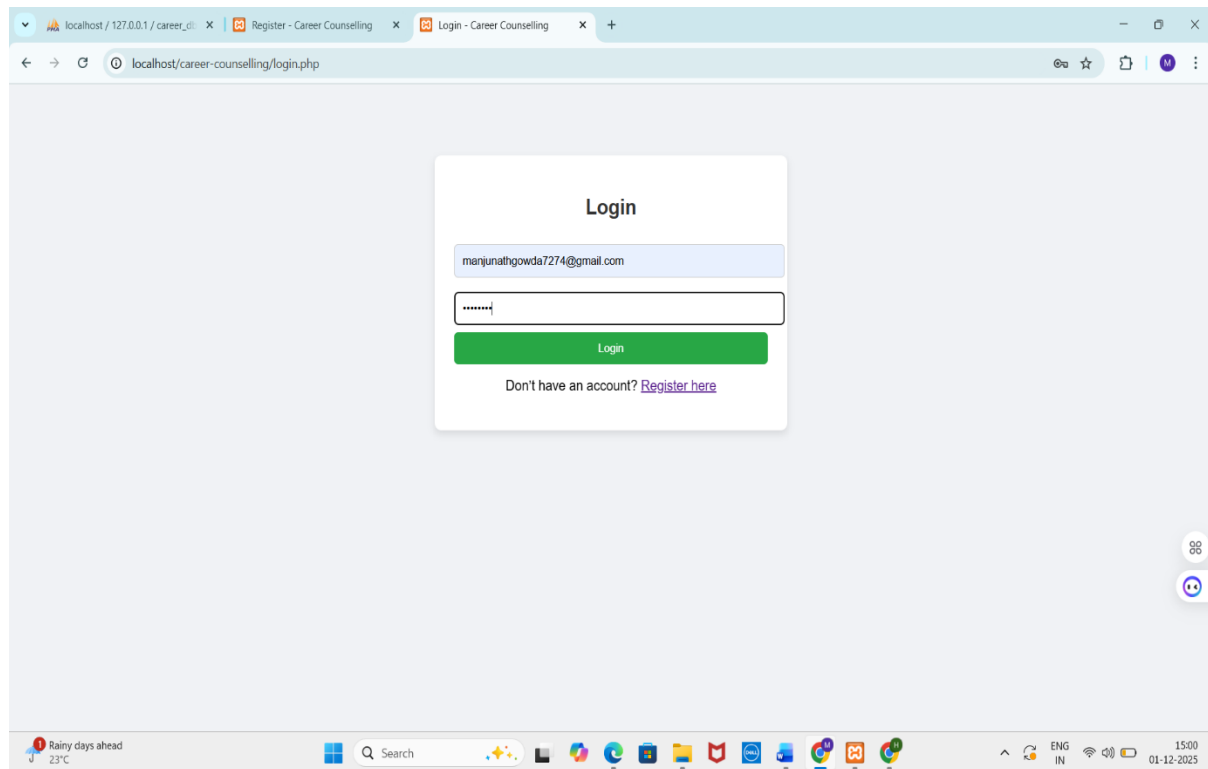 localhost / 127.0.0.1 / career_d
Register - Career Counselling
Login - Career Counselling
localhost/career-counselling/login.php
M
Login
manjunathgowda7274@gmail.com
••••••••
Login
Don't have an account? Register here
1
Rainy days ahead
23°C
Search
ENG
IN
15:00
01-12-2025